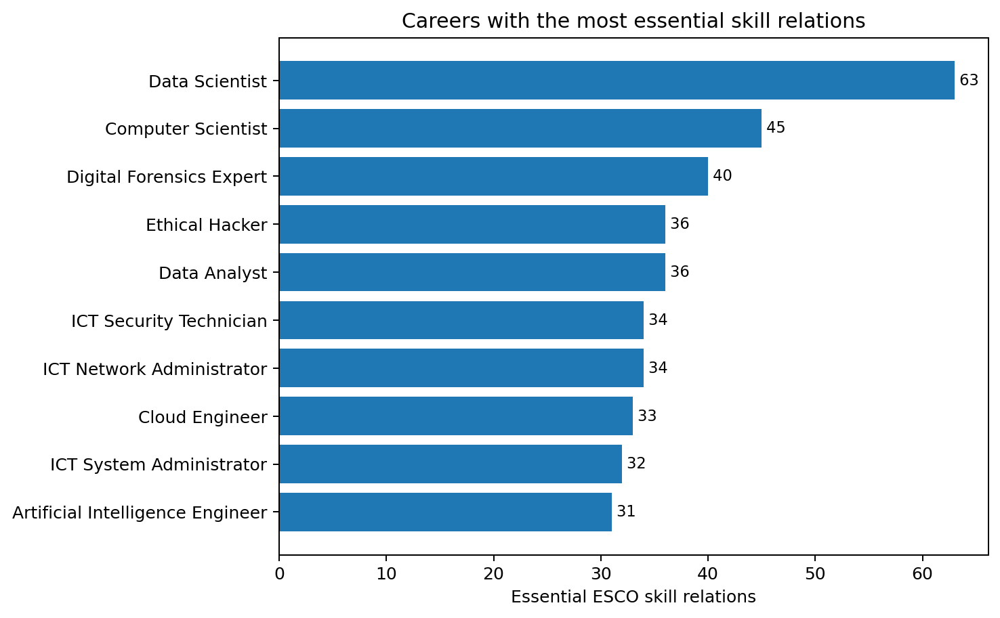 Careers with the most essential skill relations
Data Scientist 63
Computer Scientist 45
Digital Forensics Expert 40
Ethical Hacker 36
Data Analyst 36
ICT Security Technician 34
ICT Network Administrator 34
Cloud Engineer 33
ICT System Administrator 32
Artificial Intelligence Engineer 31
0 10 20 30 40 50 60
Essential ESCO skill relations